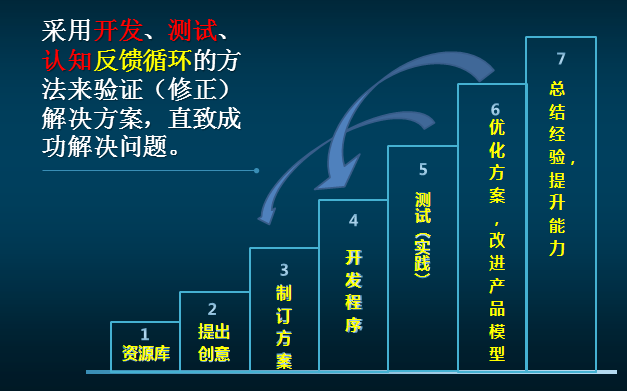 采用开发、测试、
认知反馈循环的方
法来验证（修正）
解决方案，直致成
功解决问题。
1
资源库
2
提出
创意
3
制订方案
4
开发程序
5
测试（实践）
6
优化方案，改进产品模型
7
总结经验，提升能力